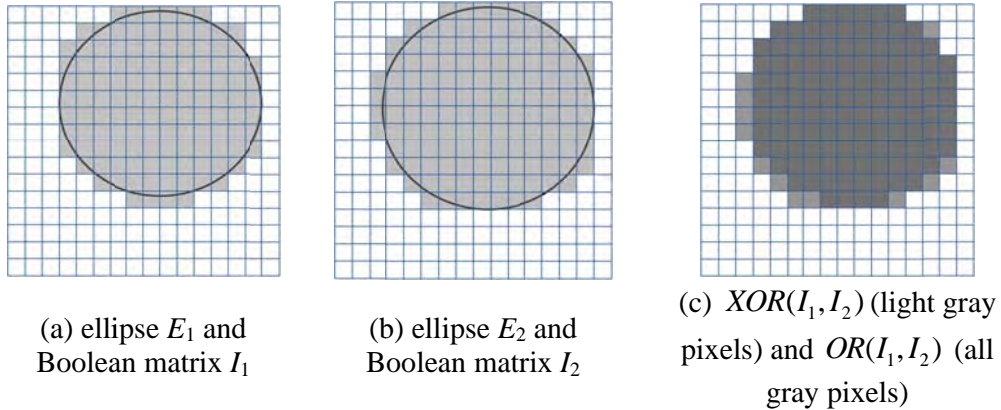 (a) ellipse E₁ and
Boolean matrix I₁
(b) ellipse E₂ and
Boolean matrix I₂
(c) XOR(I₁, I₂) (light gray
pixels) and OR(I₁, I₂) (all
gray pixels)